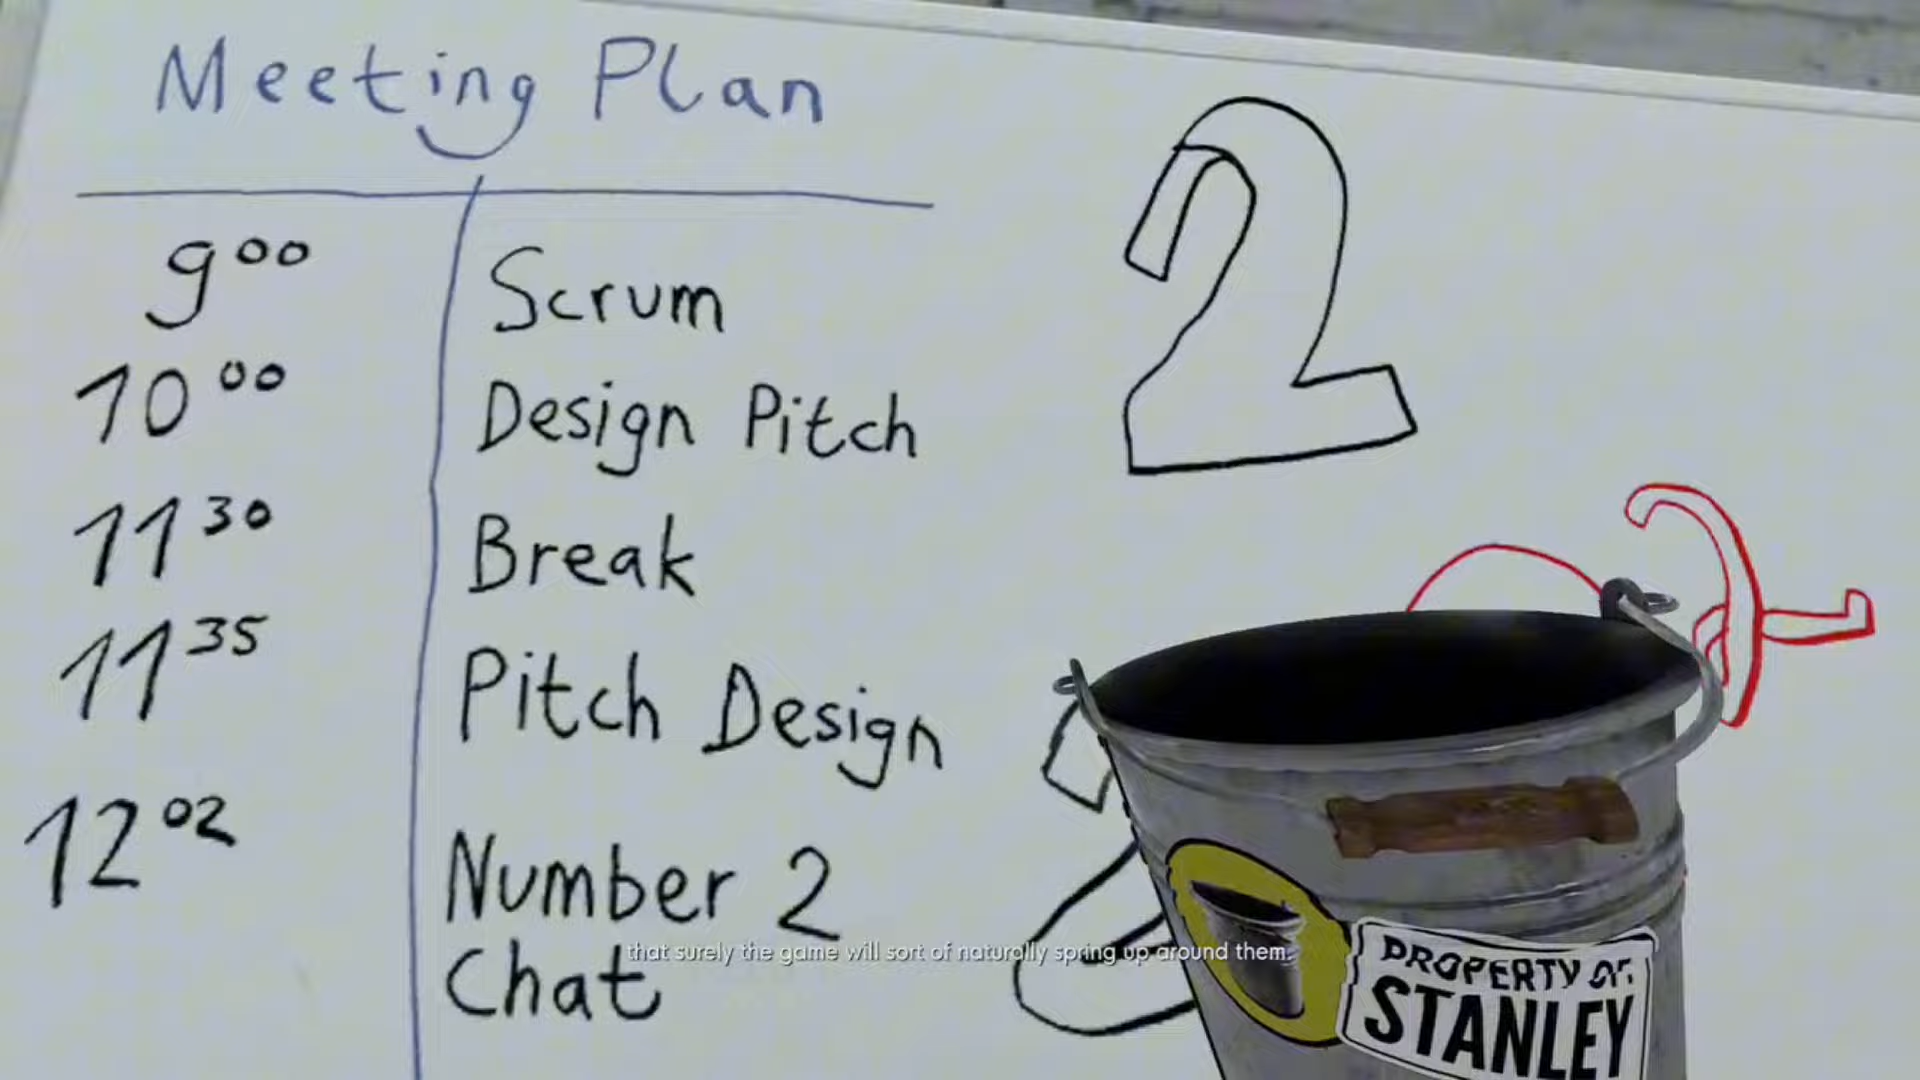 Meeting Plan
9⁰⁰ Scrum
10⁰⁰ Design Pitch
11³⁰ Break
11³⁵ Pitch Design
12⁰² Number 2
Chat
2
that surely the game will sort of naturally spring up around them.
PROPERTY OF
STANLEY